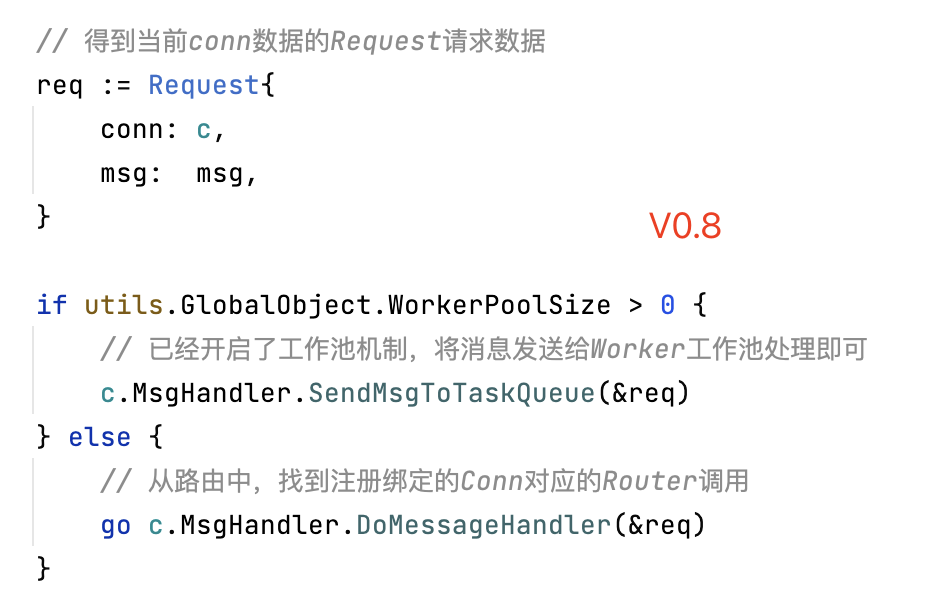 // 得到当前conn数据的Request请求数据
req := Request{
    conn: c,
    msg:  msg,
}
V0.8
if utils.GlobalObject.WorkerPoolSize > 0 {
    // 已经开启了工作池机制，将消息发送给Worker工作池处理即可
    c.MsgHandler.SendMsgToTaskQueue(&req)
} else {
    // 从路由中，找到注册绑定的Conn对应的Router调用
    go c.MsgHandler.DoMessageHandler(&req)
}